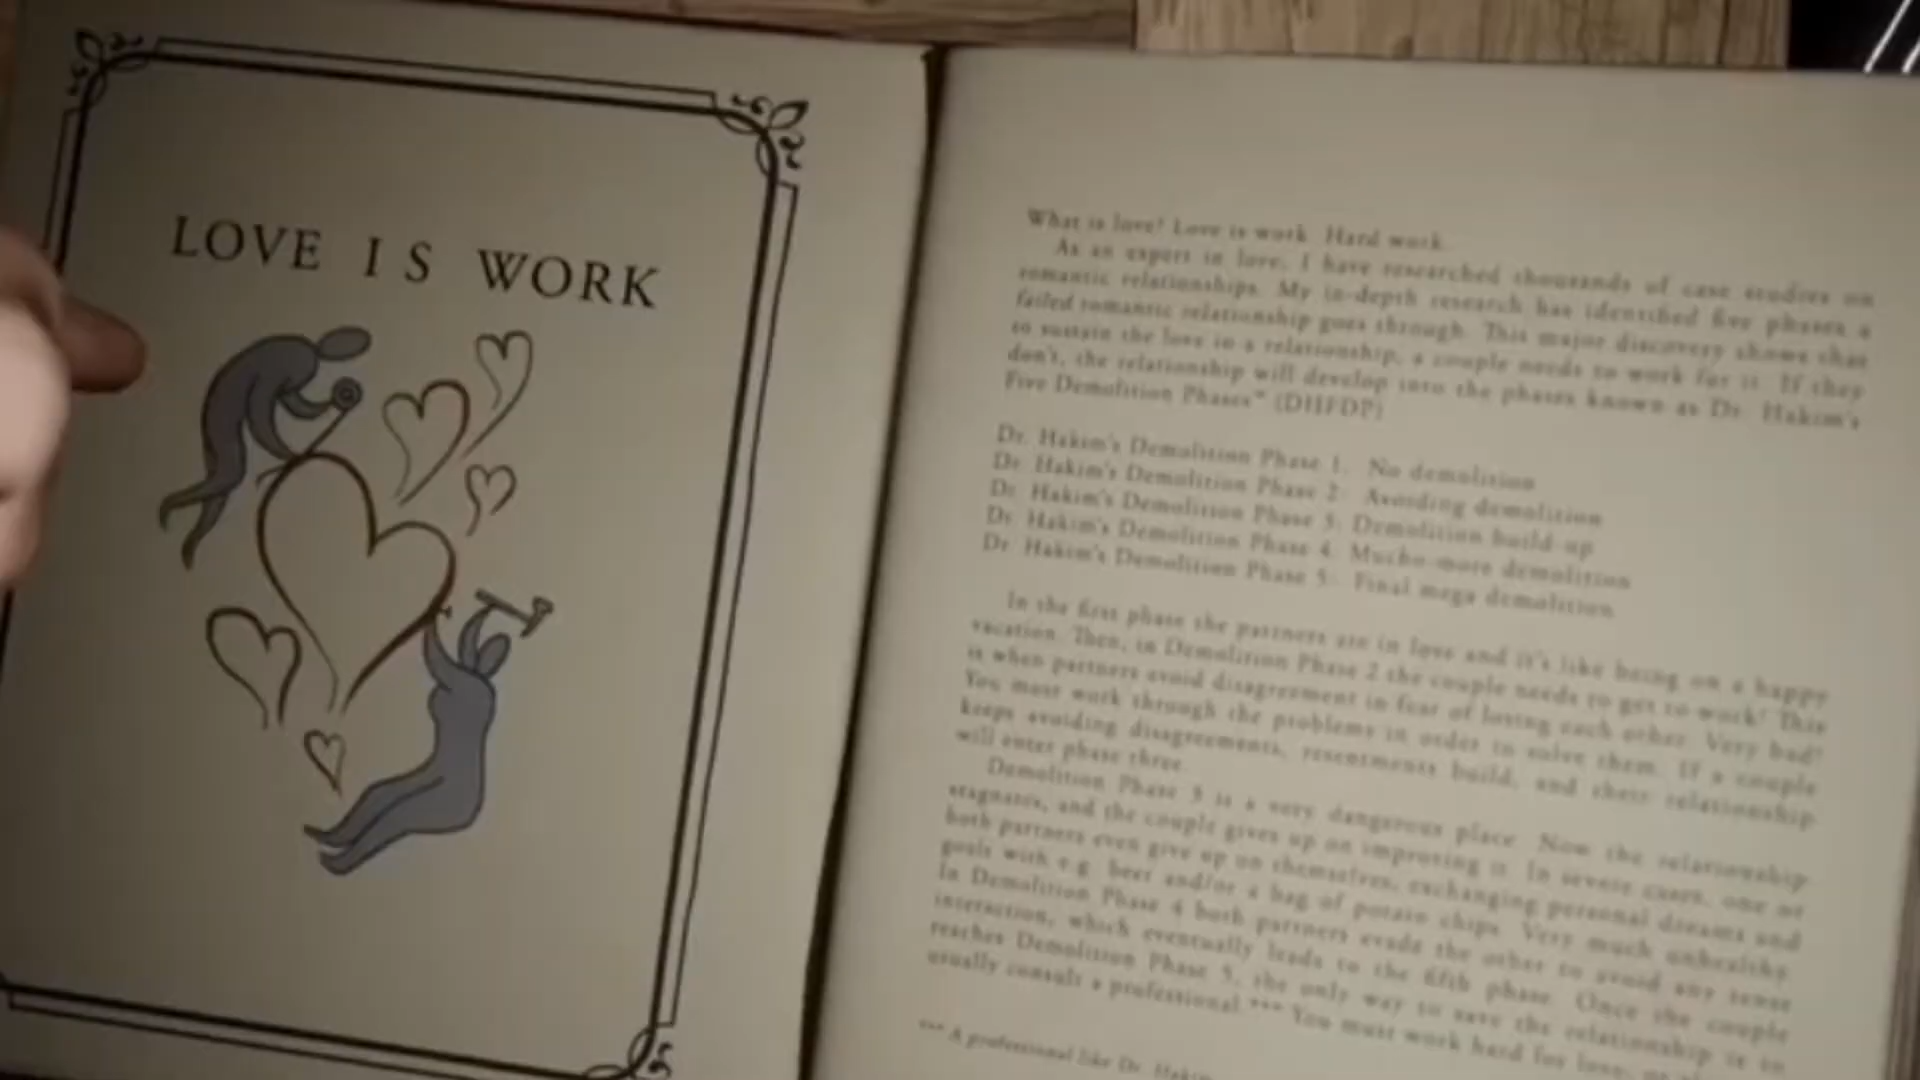 LOVE IS WORK
What is love? Love is work. Hard work.
As an expert in love, I have researched thousands of case studies on
romantic relationships. My in-depth research has identified five phases a
failed romantic relationship goes through. This major discovery shows that
to sustain the love in a relationship, a couple needs to work for it. If they
don't, the relationship will develop into the phases known as Dr. Hakim's
Five Demolition Phases™ (DHFDP)
Dr. Hakim's Demolition Phase 1: No demolition
Dr. Hakim's Demolition Phase 2: Avoiding demolition
Dr. Hakim's Demolition Phase 3: Demolition build-up
Dr. Hakim's Demolition Phase 4: Mucho-more demolition
Dr. Hakim's Demolition Phase 5: Final mega demolition
In the first phase the partners are in love and it's like being on a happy
vacation. Then, in Demolition Phase 2 the couple needs to get to work! This
is when partners avoid disagreement in fear of losing each other. Very bad!
You must work through the problems in order to solve them. If a couple
keeps avoiding disagreements, resentments build, and their relationship
will enter phase three.
Demolition Phase 3 is a very dangerous place. Now the relationship
stagnates, and the couple gives up on improving it. In severe cases, one or
both partners even give up on themselves, exchanging personal dreams and
goals with e.g. beer and/or a bag of potato chips. Very much unhealthy.
In Demolition Phase 4 both partners evade the other to avoid any tense
interaction, which eventually leads to the fifth phase. Once the couple
reaches Demolition Phase 5, the only way to save the relationship is to
usually consult a professional.*** You must work hard for love, or
*** A professional like Dr. Hakim